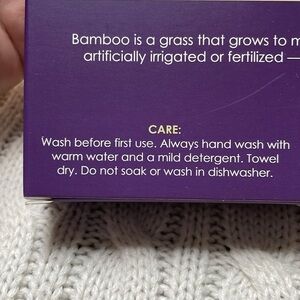 Bamboo is a grass that grows to m
artificially irrigated or fertilized —
CARE:
Wash before first use. Always hand wash with
warm water and a mild detergent. Towel
dry. Do not soak or wash in dishwasher.